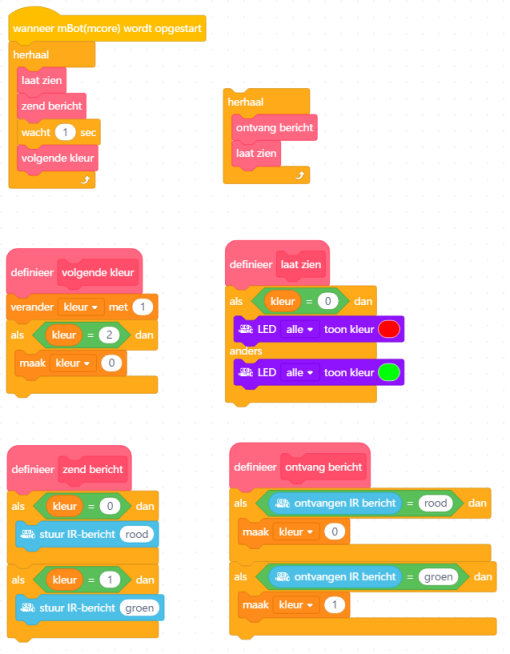 wanneer mBot(mcore) wordt opgestart
herhaal
laat zien
zend bericht
wacht 1 sec
volgende kleur
herhaal
ontvang bericht
laat zien
definieer volgende kleur
verander kleur met 1
als kleur = 2 dan
maak kleur 0
definieer laat zien
als kleur = 0 dan
LED alle toon kleur
anders
LED alle toon kleur
definieer zend bericht
als kleur = 0 dan
stuur IR-bericht rood
als kleur = 1 dan
stuur IR-bericht groen
definieer ontvang bericht
als ontvangen IR bericht = rood dan
maak kleur 0
als ontvangen IR bericht = groen dan
maak kleur 1